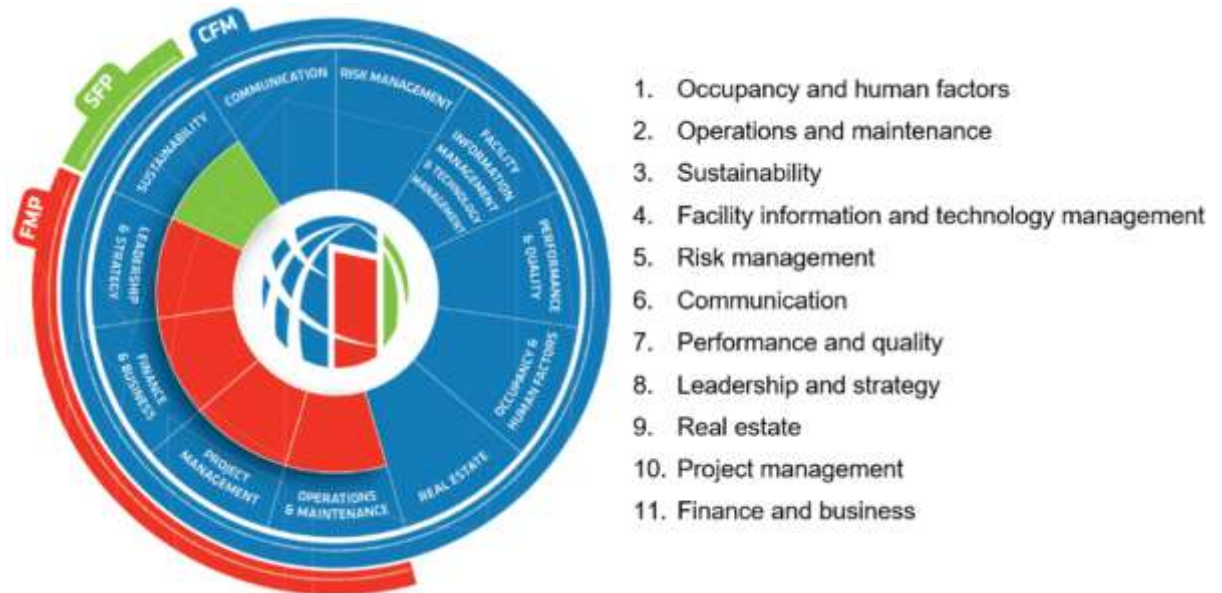 CFM
SFP
FMP
COMMUNICATION
RISK MANAGEMENT
FACILITY
INFORMATION
MANAGEMENT
& TECHNOLOGY
MANAGEMENT
PERFORMANCE
& QUALITY
OCCUPANCY &
HUMAN FACTORS
REAL ESTATE
OPERATIONS
& MAINTENANCE
PROJECT
MANAGEMENT
FINANCE
& BUSINESS
LEADERSHIP
& STRATEGY
SUSTAINABILITY
1. Occupancy and human factors
2. Operations and maintenance
3. Sustainability
4. Facility information and technology management
5. Risk management
6. Communication
7. Performance and quality
8. Leadership and strategy
9. Real estate
10. Project management
11. Finance and business